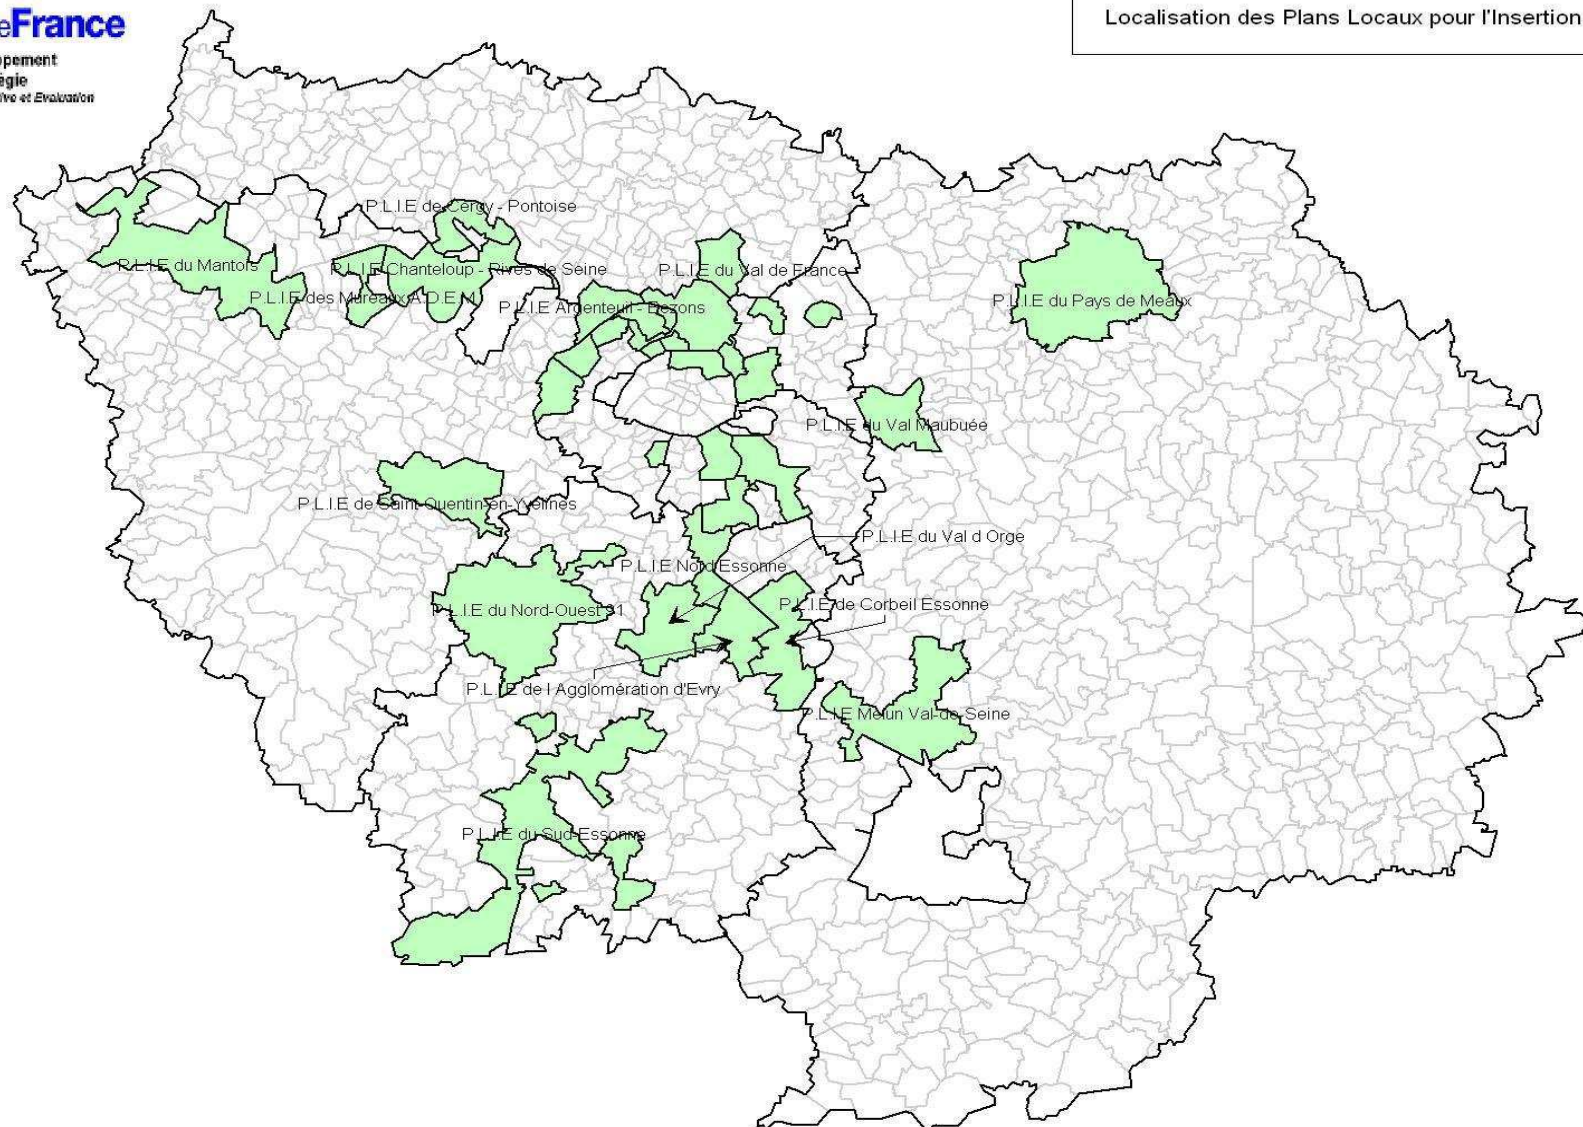 eFrance
ppement
égie
ive et Evaluation
Localisation des Plans Locaux pour l'Insertion
P.L.I.E de Cergy - Pontoise
P.L.I.E du Mantois
P.L.I.E Chanteloup - Rives de Seine
P.L.I.E du Val de France
P.L.I.E des Mureaux A.D.E.M
P.L.I.E Argenteuil - Bezons
P.L.I.E du Pays de Meaux
P.L.I.E du Val Maubuée
P.L.I.E de Saint-Quentin-en-Yvelines
P.L.I.E du Val d Orge
P.L.I.E Nord Essonne
P.L.I.E du Nord-Ouest 91
P.L.I.E de Corbeil Essonne
P.L.I.E de l Agglomération d'Evry
P.L.I.E Melun Val-de-Seine
P.L.I.E du Sud-Essonne